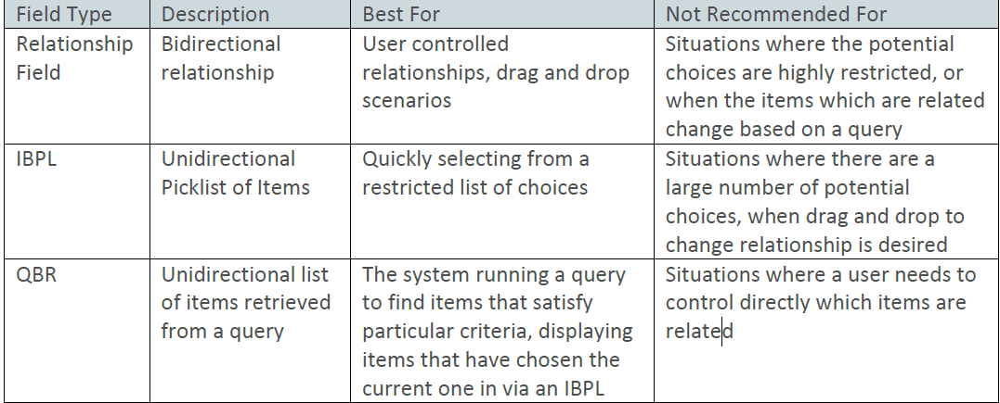 Field Type
Description
Best For
Not Recommended For
Relationship
Field
Bidirectional
relationship
User controlled
relationships, drag and drop
scenarios
Situations where the potential
choices are highly restricted, or
when the items which are related
change based on a query
IBPL
Unidirectional
Picklist of Items
Quickly selecting from a
restricted list of choices
Situations where there are a
large number of potential
choices, when drag and drop to
change relationship is desired
QBR
Unidirectional list
of items retrieved
from a query
The system running a query
to find items that satisfy
particular criteria, displaying
items that have chosen the
current one in via an IBPL
Situations where a user needs to
control directly which items are
related